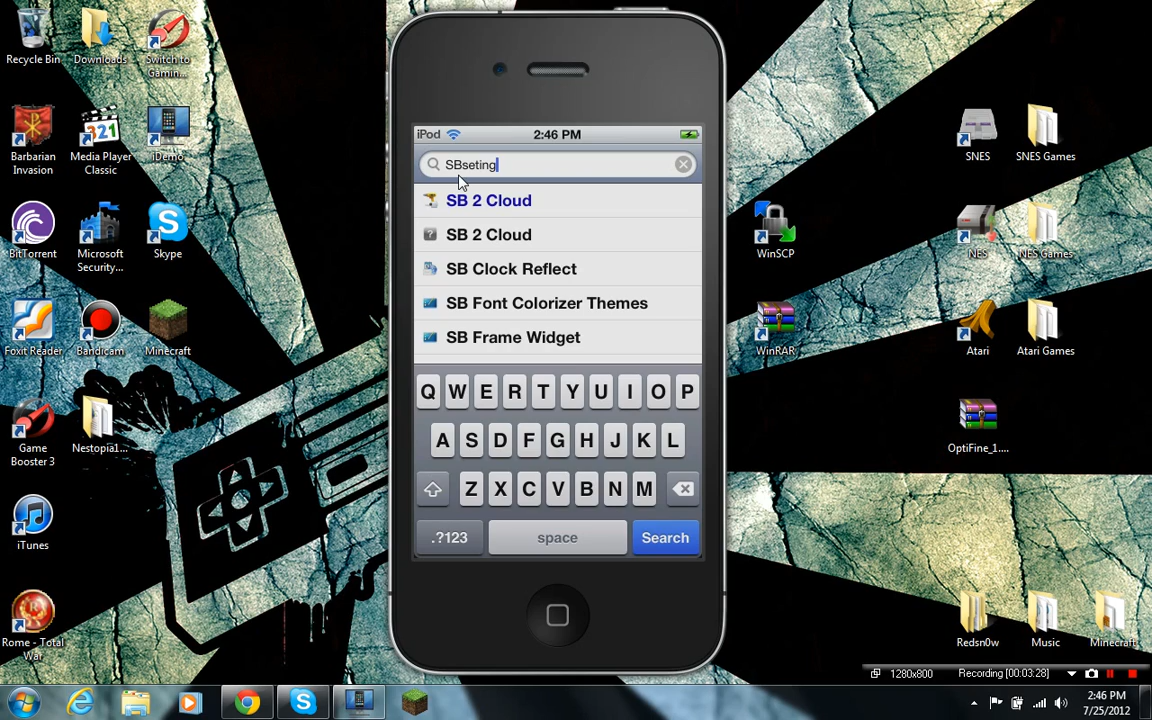 Recycle Bin
Downloads
Switch to
Gamin...
Barbarian
Invasion
Media Player
Classic
321
iDemo
BitTorrent
Microsoft
Security...
Skype
Foxit Reader
Bandicam
Minecraft
Game
Booster 3
Nestopia1...
iTunes
Rome - Total
War
iPod
2:46 PM
SBseting
SB 2 Cloud
SB 2 Cloud
SB Clock Reflect
SB Font Colorizer Themes
SB Frame Widget
Q W E R T Y U I O P
A S D F G H J K L
Z X C V B N M
.?123
space
Search
SNES
SNES Games
WinSCP
NES
NES Games
WinRAR
Atari
Atari Games
OptiFine_1....
Redsn0w
Music
Minecraft
1280x800
Recording [00:03:28]
2:46 PM
7/25/2012